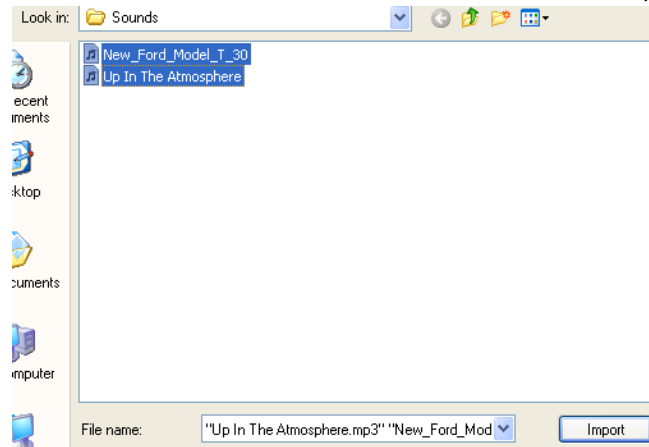 Look in:
Sounds
New_Ford_Model_T_30
Up In The Atmosphere
ecent
uments
ktop
cuments
mputer
File name:
"Up In The Atmosphere.mp3" "New_Ford_Mod
Import